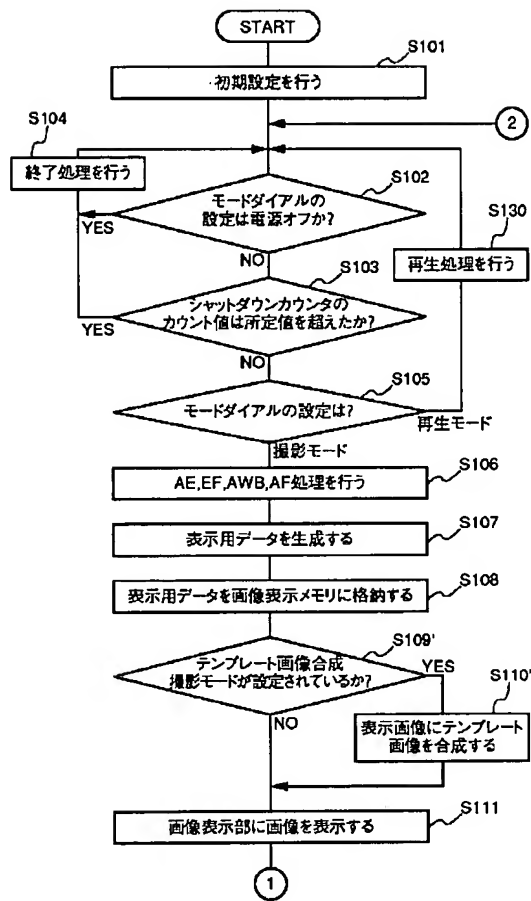 START
S101
初期設定を行う
2
S104
終了処理を行う
S102
モードダイアルの
設定は電源オフか?
YES
NO
S130
再生処理を行う
S103
シャットダウンカウンタの
カウント値は所定値を超えたか?
YES
NO
S105
モードダイアルの設定は?
再生モード
撮影モード
S106
AE,EF,AWB,AF処理を行う
S107
表示用データを生成する
S108
表示用データを画像表示メモリに格納する
S109'
テンプレート画像合成
撮影モードが設定されているか?
YES
NO
S110'
表示画像にテンプレート
画像を合成する
S111
画像表示部に画像を表示する
1